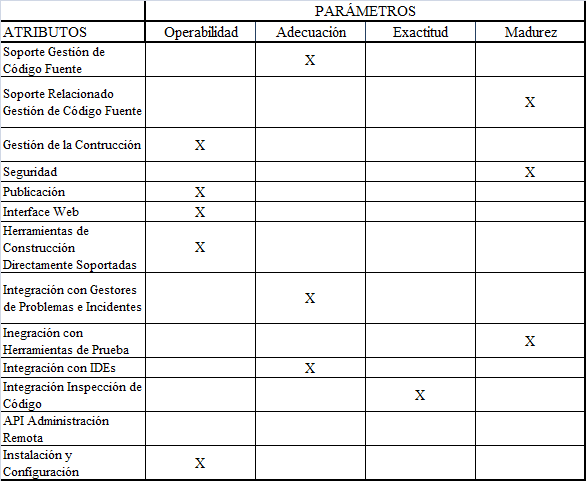 PARÁMETROS
ATRIBUTOS Operabilidad Adecuación Exactitud Madurez
Soporte Gestión de
Código Fuente X
Soporte Relacionado
Gestión de Código Fuente X
Gestión de la Contrucción X
Seguridad X
Publicación X
Interface Web X
Herramientas de
Construcción X
Directamente Soportadas
Integración con Gestores
de Problemas e Incidentes X
Inegración con
Herramientas de Prueba X
Integración con IDEs X
Integración Inspección de
Código X
API Administración
Remota
Instalación y
Configuración X